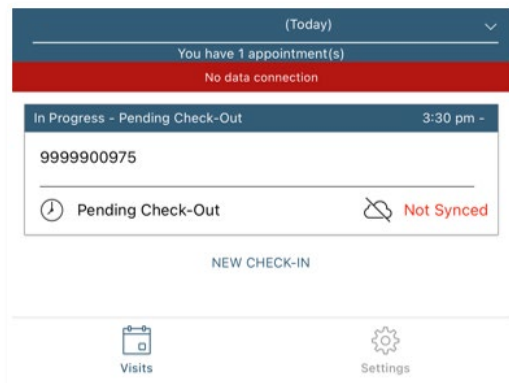 (Today)
You have 1 appointment(s)
No data connection
In Progress - Pending Check-Out 3:30 pm -
9999900975
Pending Check-Out Not Synced
NEW CHECK-IN
Visits Settings